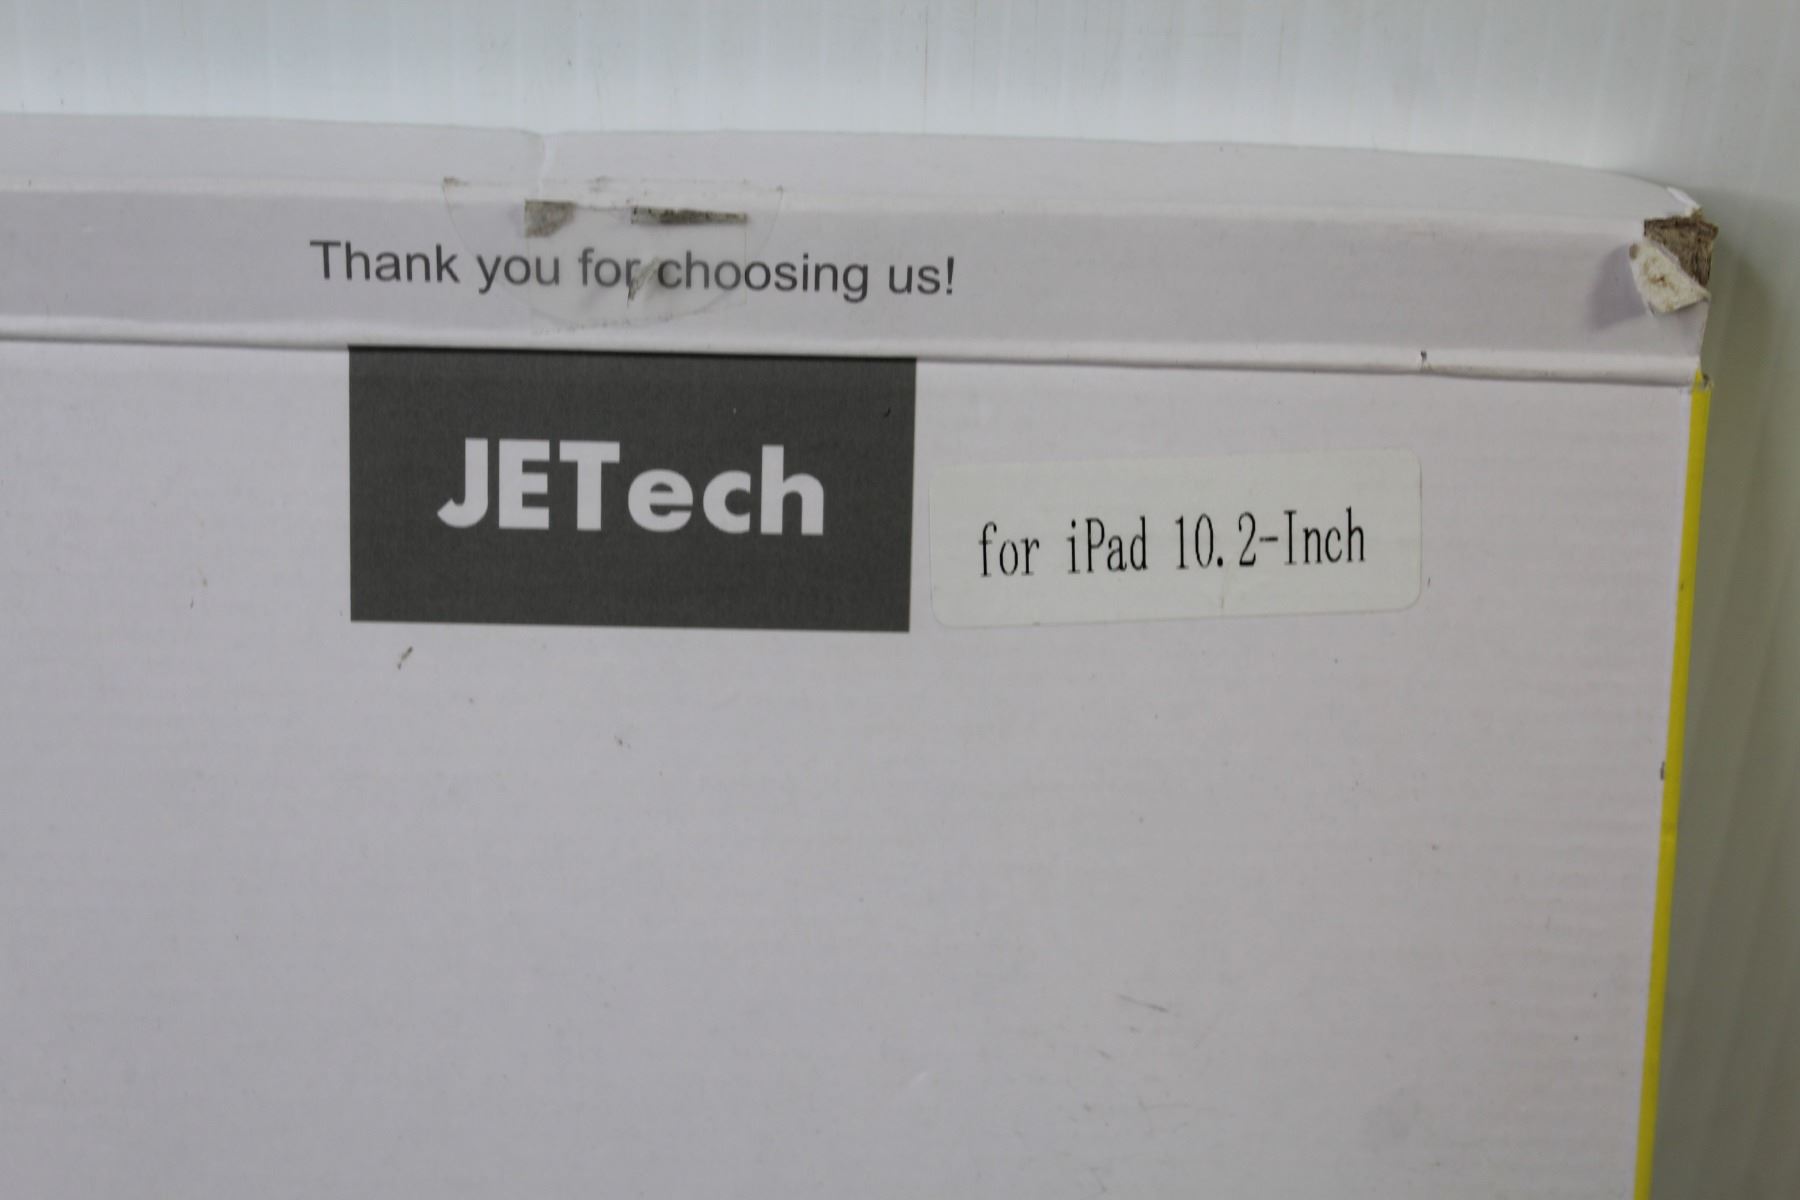 Thank you for choosing us!
JETech
for iPad 10.2-Inch